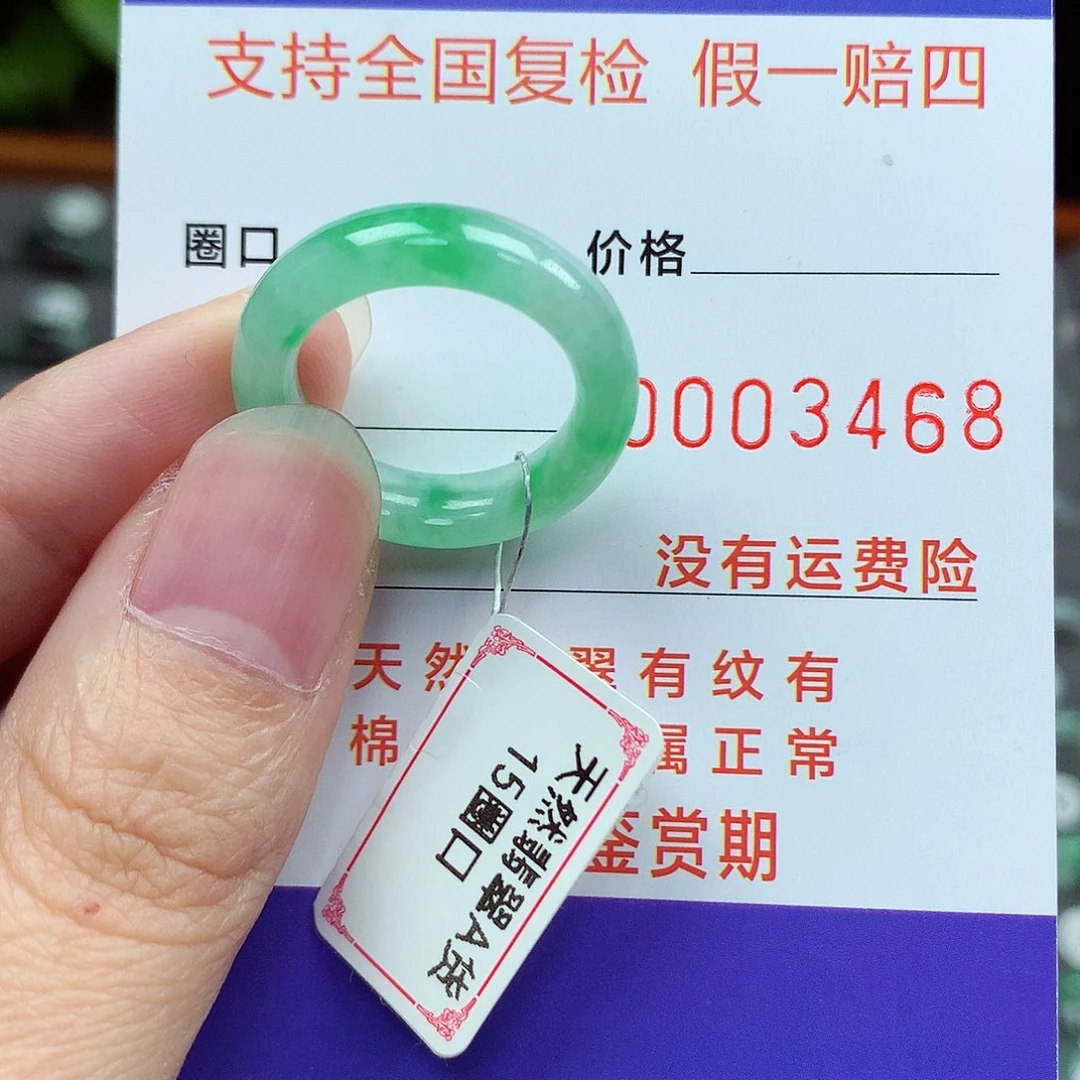 支持全国复检 假一赔四
圈口
价格
0003468
没有运费险
天然 翠有纹有
棉 属正常
鉴赏期
天然翡翠A货
15圈口